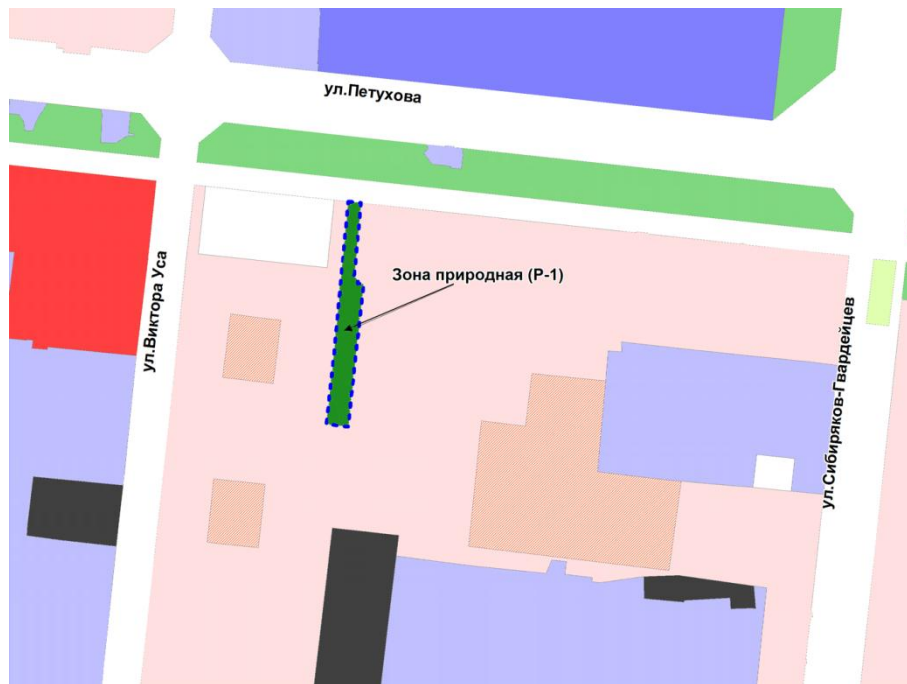 ул.Петухова
Зона природная (Р-1)
ул.Виктора Уса
ул.Сибиряков-Гвардейцев